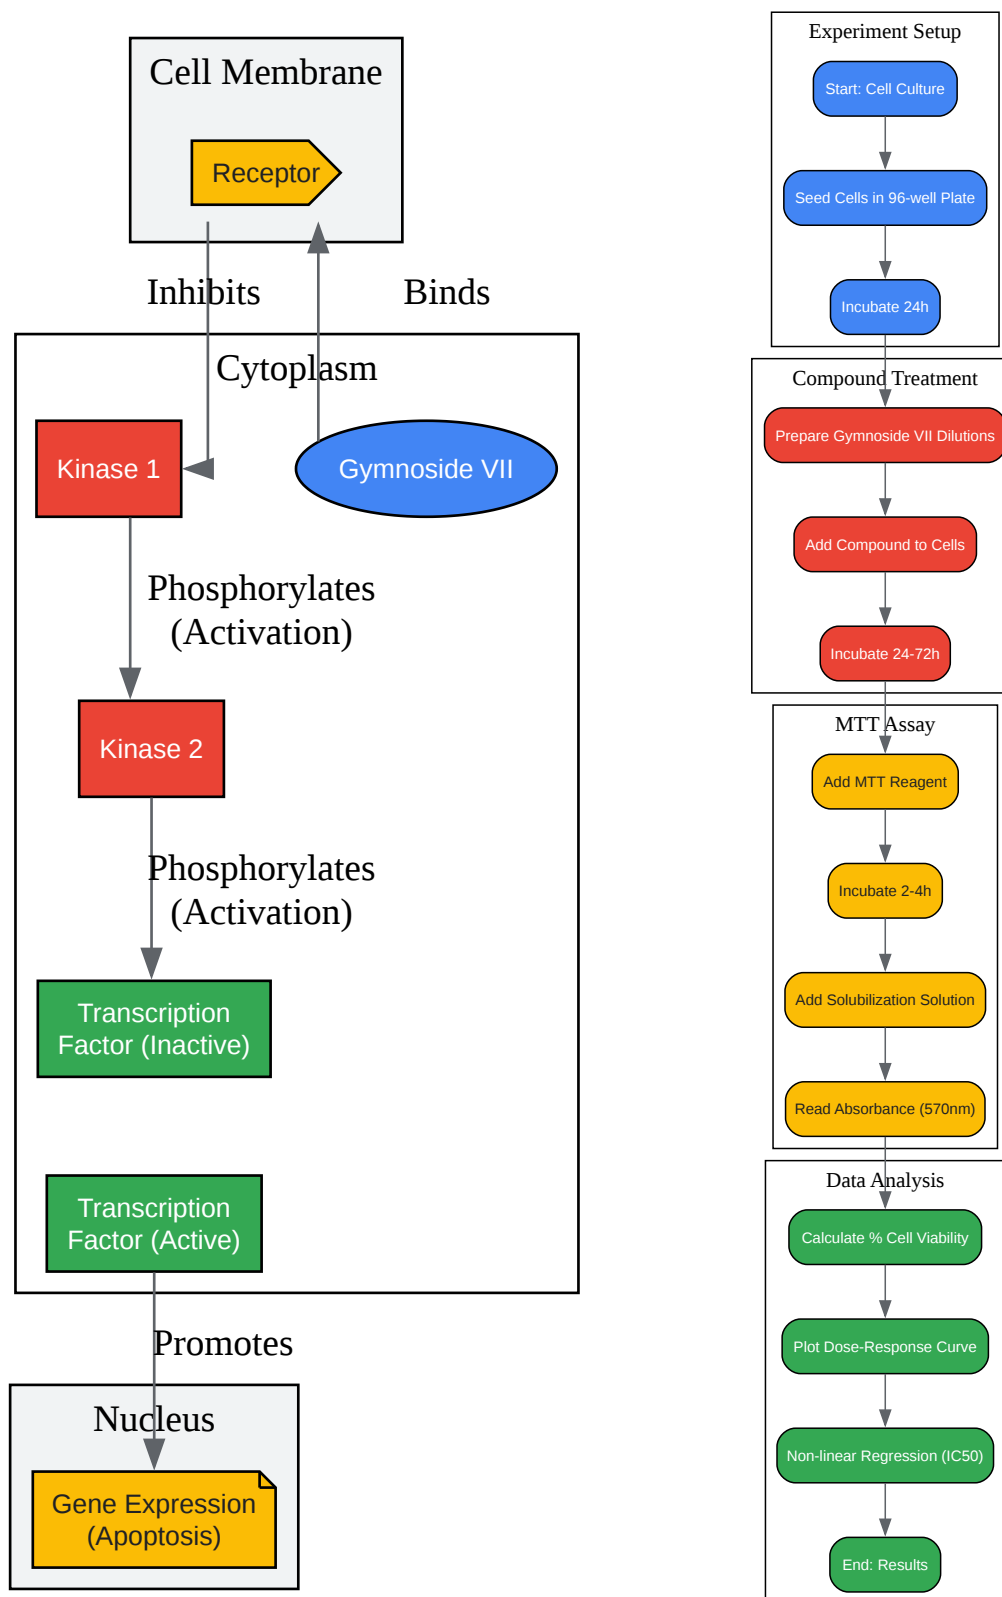 Cell Membrane
Receptor
Inhibits
Binds
Cytoplasm
Kinase 1
Gymnoside VII
Phosphorylates
(Activation)
Kinase 2
Phosphorylates
(Activation)
Transcription
Factor (Inactive)
Transcription
Factor (Active)
Promotes
Nucleus
Gene Expression
(Apoptosis)
Experiment Setup
Start: Cell Culture
Seed Cells in 96-well Plate
Incubate 24h
Compound Treatment
Prepare Gymnoside VII Dilutions
Add Compound to Cells
Incubate 24-72h
MTT Assay
Add MTT Reagent
Incubate 2-4h
Add Solubilization Solution
Read Absorbance (570nm)
Data Analysis
Calculate % Cell Viability
Plot Dose-Response Curve
Non-linear Regression (IC50)
End: Results